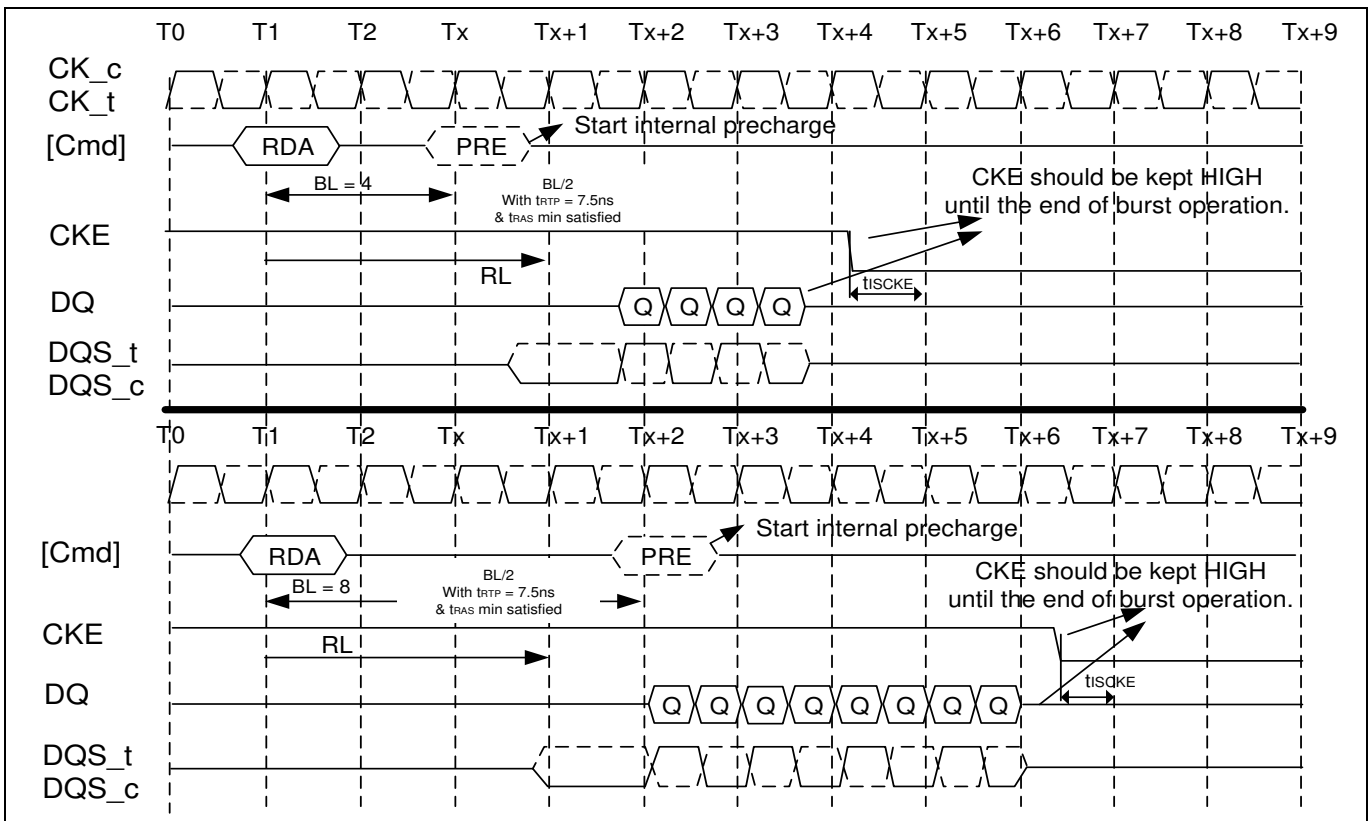 T0 T1 T2 Tx Tx+1 Tx+2 Tx+3 Tx+4 Tx+5 Tx+6 Tx+7 Tx+8 Tx+9
CK_c
CK_t
[Cmd] RDA PRE Start internal precharge
BL = 4
BL/2
With tRTP = 7.5ns
& tRAS min satisfied
CKE should be kept HIGH
until the end of burst operation.
CKE
RL
tISCKE
DQ Q Q Q Q
DQS_t
DQS_c
T0 T1 T2 Tx Tx+1 Tx+2 Tx+3 Tx+4 Tx+5 Tx+6 Tx+7 Tx+8 Tx+9
[Cmd] RDA PRE Start internal precharge
BL = 8
BL/2
With tRTP = 7.5ns
& tRAS min satisfied
CKE should be kept HIGH
until the end of burst operation.
CKE
RL
tISCKE
DQ Q Q Q Q Q Q Q Q
DQS_t
DQS_c